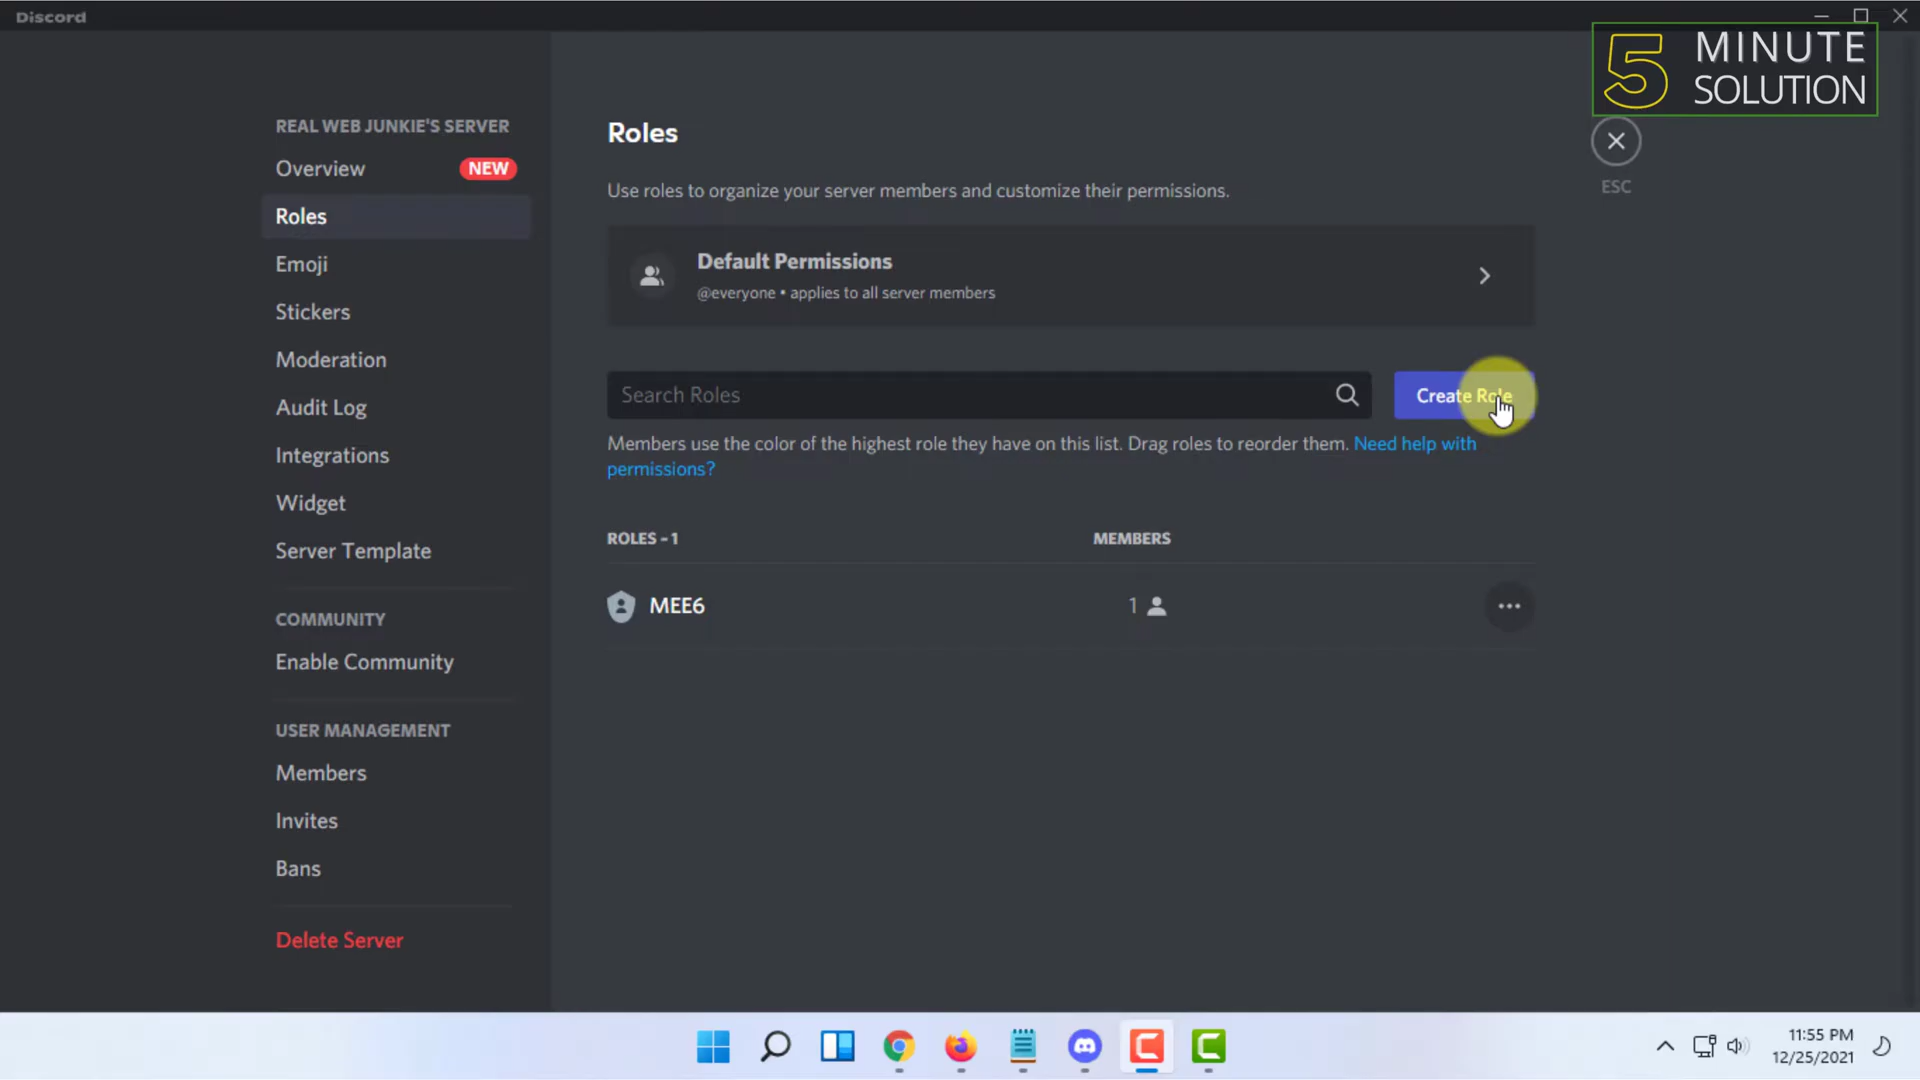 Discord
5 MINUTE
SOLUTION
REAL WEB JUNKIE'S SERVER
Overview NEW
Roles
Emoji
Stickers
Moderation
Audit Log
Integrations
Widget
Server Template
COMMUNITY
Enable Community
USER MANAGEMENT
Members
Invites
Bans
Delete Server
Roles
ESC
Use roles to organize your server members and customize their permissions.
Default Permissions
@everyone • applies to all server members
Search Roles
Create Role
Members use the color of the highest role they have on this list. Drag roles to reorder them. Need help with
permissions?
ROLES - 1 MEMBERS
MEE6 1
11:55 PM
12/25/2021